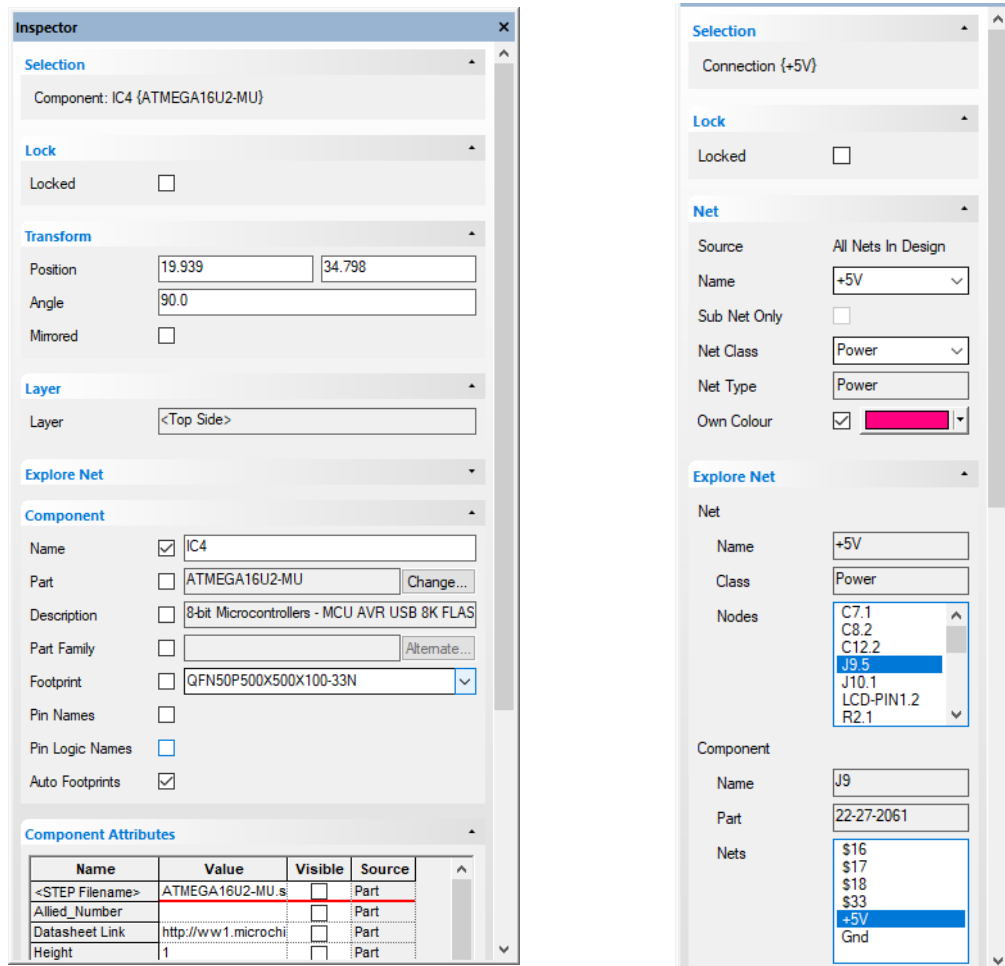 Inspector
Selection
Component: IC4 {ATMEGA16U2-MU}
Lock
Locked
Transform
Position 19.939 34.798
Angle 90.0
Mirrored
Layer
Layer <Top Side>
Explore Net
Component
Name IC4
Part ATMEGA16U2-MU Change...
Description 8-bit Microcontrollers - MCU AVR USB 8K FLAS
Part Family Alternate...
Footprint QFN50P500X500X100-33N
Pin Names
Pin Logic Names
Auto Footprints
Component Attributes
Name Value Visible Source
<STEP Filename> ATMEGA16U2-MU.s Part
Allied_Number Part
Datasheet Link http://ww1.microchi Part
Height 1 Part
Selection
Connection {+5V}
Lock
Locked
Net
Source All Nets In Design
Name +5V
Sub Net Only
Net Class Power
Net Type Power
Own Colour
Explore Net
Net
Name +5V
Class Power
Nodes C7.1
C8.2
C12.2
J9.5
J10.1
LCD-PIN1.2
R2.1
Component
Name J9
Part 22-27-2061
Nets $16
$17
$18
$33
+5V
Gnd